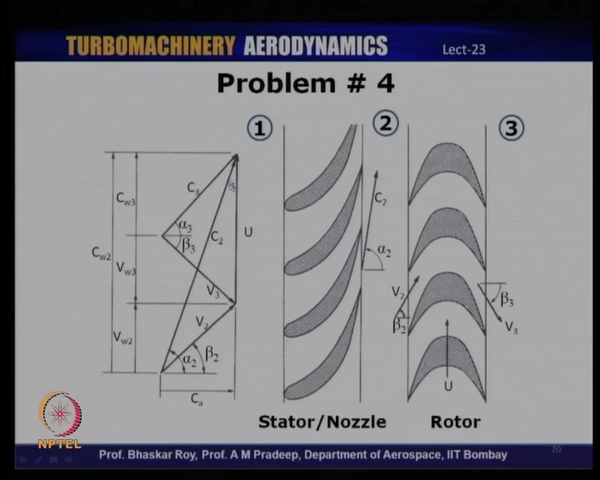 TURBOMACHINERY AERODYNAMICS Lect-23
Problem # 4
1 2 3
Cw3
Cw2
Vw3
Vw2
C3
α3
β3
C2
U
V3
V2
α2
β2
Ca
C2
α2
V2
β2
β3
V3
U
Stator/Nozzle Rotor
NPTEL
Prof. Bhaskar Roy, Prof. A M Pradeep, Department of Aerospace, IIT Bombay
20